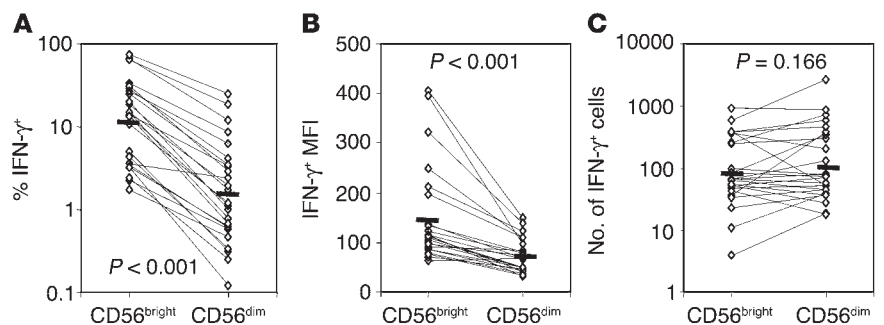 A
% IFN-γ⁺
100
10
1
0.1
P < 0.001
CD56ᵇʳⁱᵍʰᵗ CD56ᵈⁱᵐ
B
IFN-γ⁺ MFI
500
400
300
200
100
0
P < 0.001
CD56ᵇʳⁱᵍʰᵗ CD56ᵈⁱᵐ
C
No. of IFN-γ⁺ cells
10000
1000
100
10
1
P = 0.166
CD56ᵇʳⁱᵍʰᵗ CD56ᵈⁱᵐ